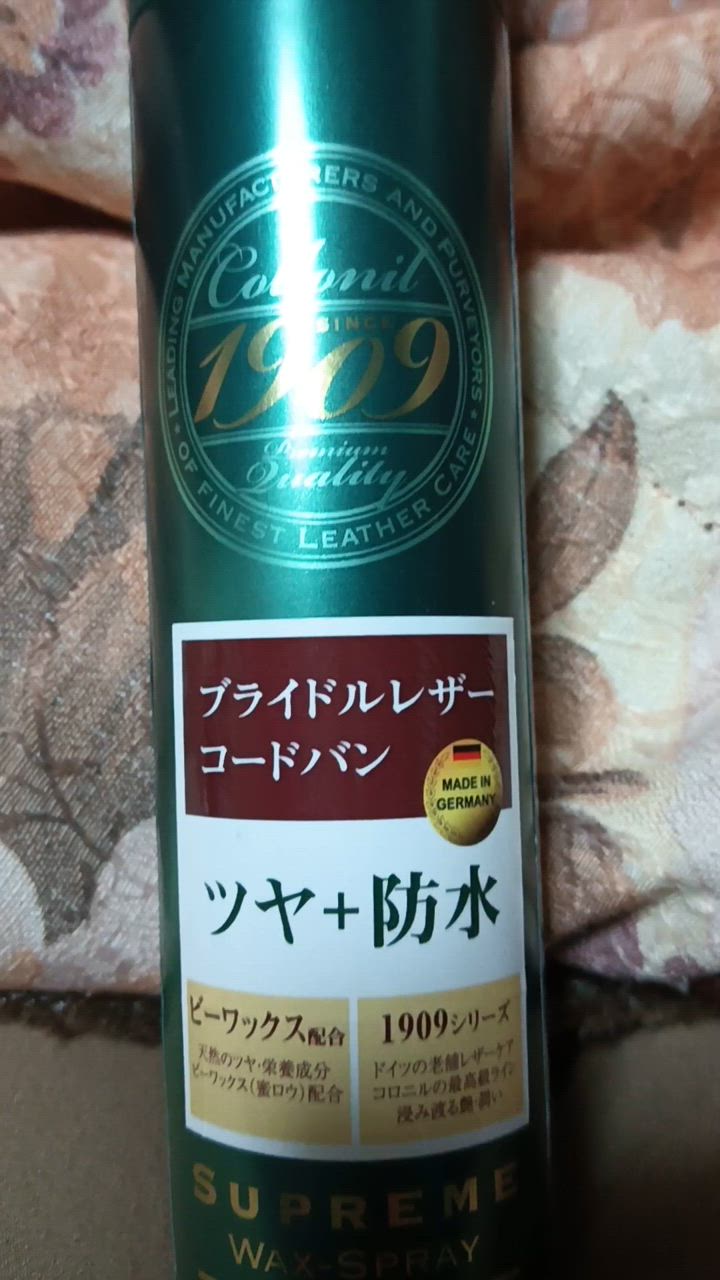 LEADING MANUFACTURERS AND PURVEYORS
Collonil
SINCE
1909
Premium
Quality
OF FINEST LEATHER CARE
ブライドルレザー
コードバン
MADE IN
GERMANY
ツヤ+防水
ビーワックス配合
天然のツヤ・栄養成分
ビーワックス(蜜ロウ)配合
1909シリーズ
ドイツの老舗レザーケア
コロニルの最高級ライン
浸み渡る艶・潤い
SUPREME
WAX-SPRAY